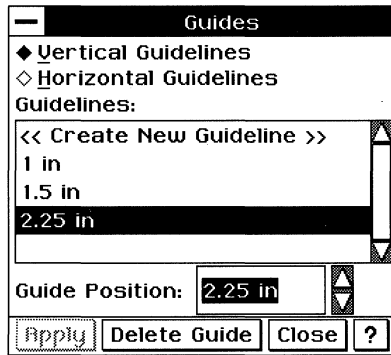 Guides
Vertical Guidelines
Horizontal Guidelines
Guidelines:
<< Create New Guideline >>
1 in
1.5 in
2.25 in
Guide Position: 2.25 in
Apply Delete Guide Close ?